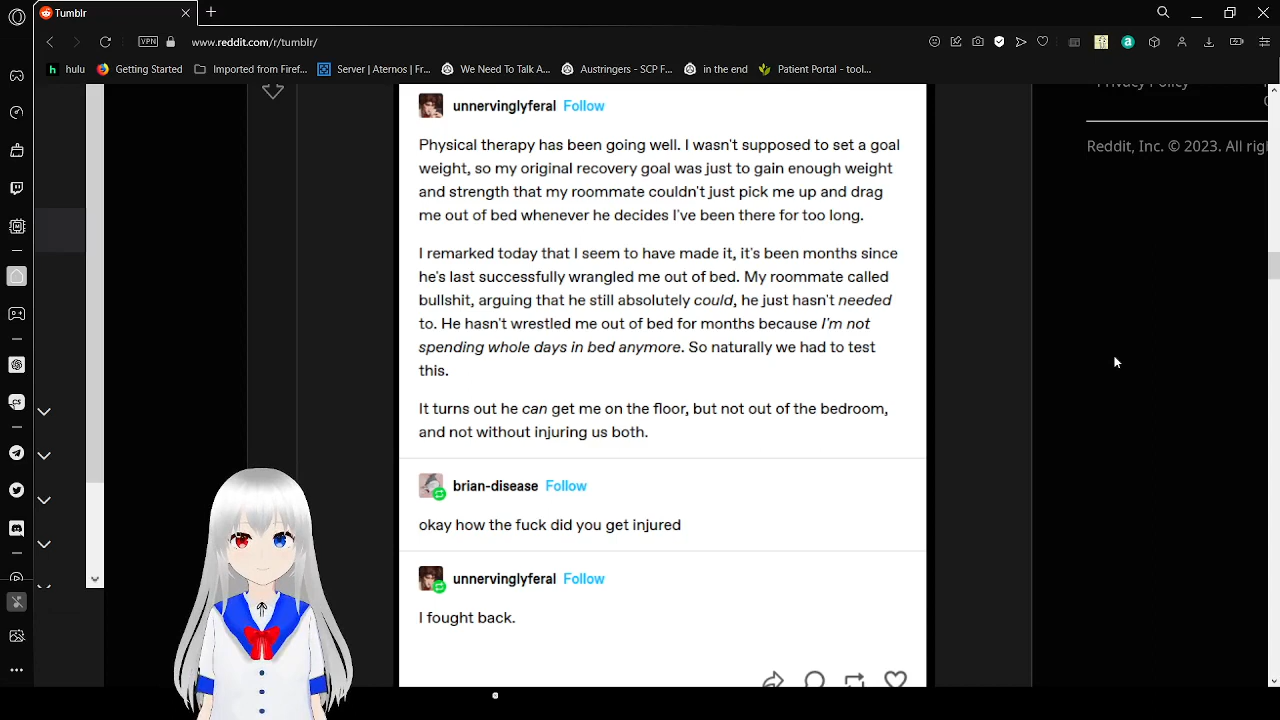 Tumblr
VPN
www.reddit.com/r/tumblr/
hulu Getting Started Imported from Firef... Server | Aternos | Fr... We Need To Talk A... Austringers - SCP F... in the end Patient Portal - tool...
unnervinglyferal Follow
Privacy Policy
Reddit, Inc. © 2023. All righ
Physical therapy has been going well. I wasn't supposed to set a goal
weight, so my original recovery goal was just to gain enough weight
and strength that my roommate couldn't just pick me up and drag
me out of bed whenever he decides I've been there for too long.
I remarked today that I seem to have made it, it's been months since
he's last successfully wrangled me out of bed. My roommate called
bullshit, arguing that he still absolutely could, he just hasn't needed
to. He hasn't wrestled me out of bed for months because I'm not
spending whole days in bed anymore. So naturally we had to test
this.
It turns out he can get me on the floor, but not out of the bedroom,
and not without injuring us both.
brian-disease Follow
okay how the fuck did you get injured
unnervinglyferal Follow
I fought back.